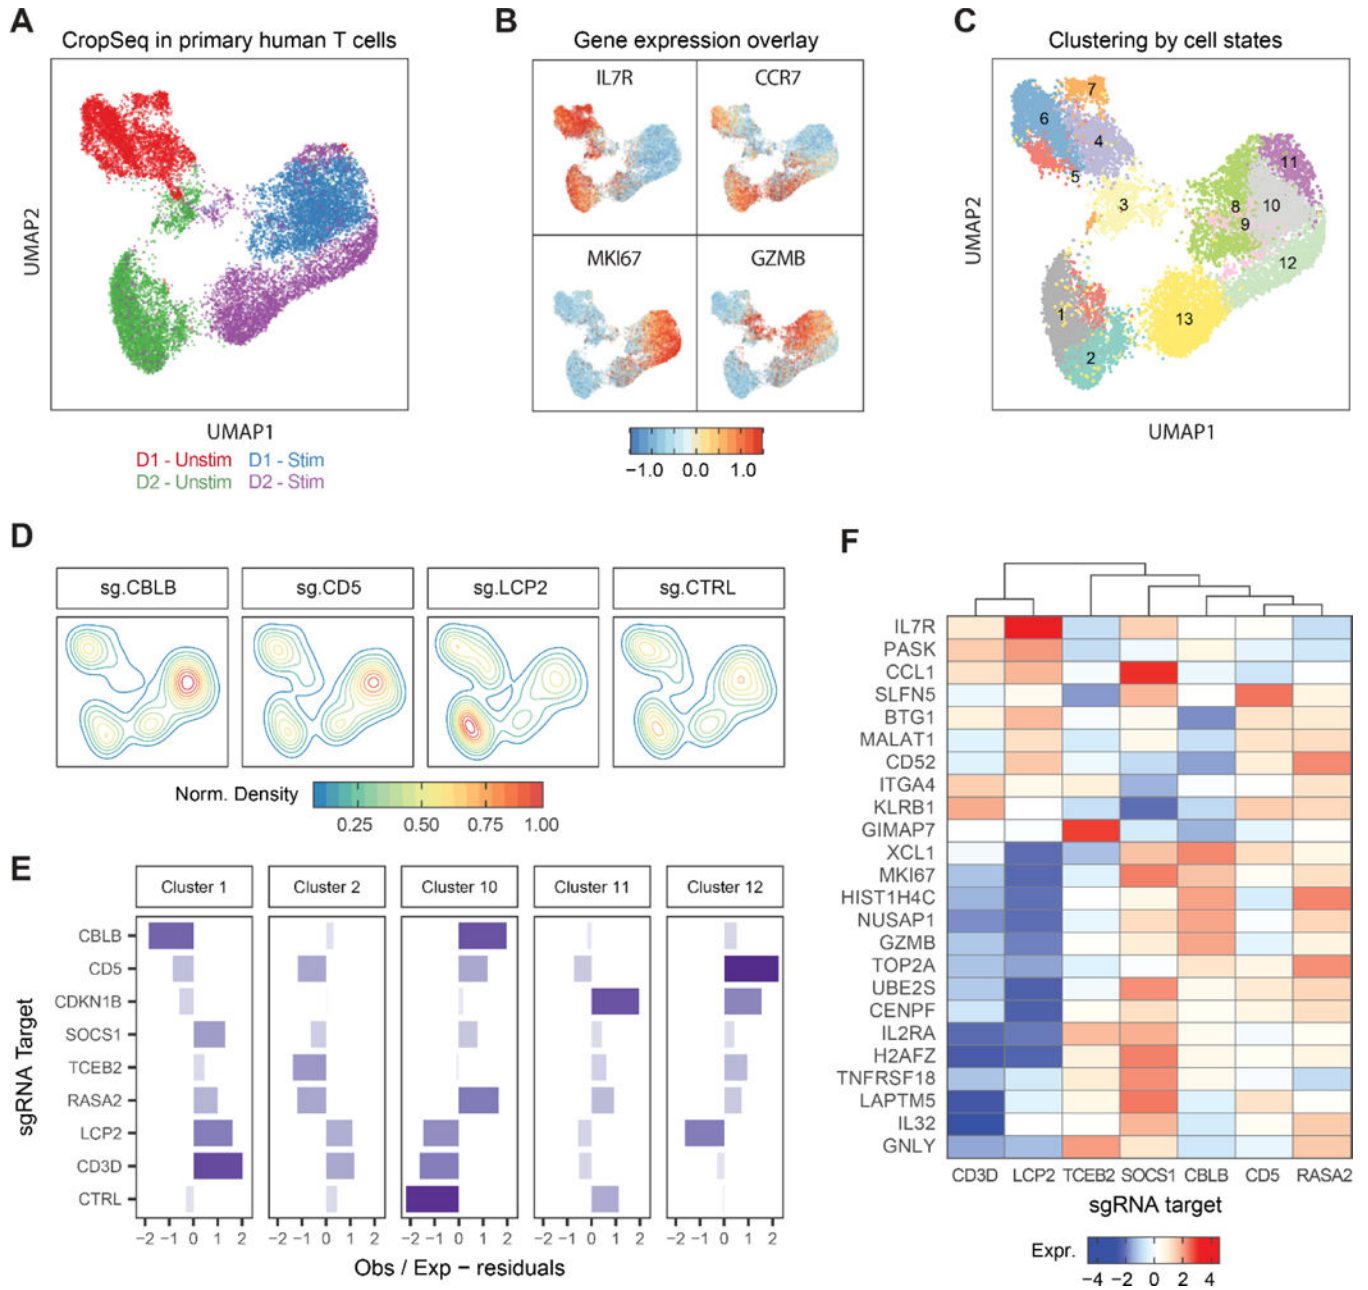 A
CropSeq in primary human T cells
UMAP2
UMAP1
D1 - Unstim D1 - Stim
D2 - Unstim D2 - Stim
B
Gene expression overlay
IL7R CCR7
MKI67 GZMB
−1.0 0.0 1.0
C
Clustering by cell states
7
6
4
5
3
11
8
10
9
12
1
13
2
UMAP2
UMAP1
D
sg.CBLB sg.CD5 sg.LCP2 sg.CTRL
Norm. Density
0.25 0.50 0.75 1.00
E
Cluster 1 Cluster 2 Cluster 10 Cluster 11 Cluster 12
sgRNA Target
CBLB
CD5
CDKN1B
SOCS1
TCEB2
RASA2
LCP2
CD3D
CTRL
−2 −1 0 1 2 −2 −1 0 1 2 −2 −1 0 1 2 −2 −1 0 1 2 −2 −1 0 1 2
Obs / Exp − residuals
F
IL7R
PASK
CCL1
SLFN5
BTG1
MALAT1
CD52
ITGA4
KLRB1
GIMAP7
XCL1
MKI67
HIST1H4C
NUSAP1
GZMB
TOP2A
UBE2S
CENPF
IL2RA
H2AFZ
TNFRSF18
LAPTM5
IL32
GNLY
CD3D LCP2 TCEB2 SOCS1 CBLB CD5 RASA2
sgRNA target
Expr.
−4 −2 0 2 4